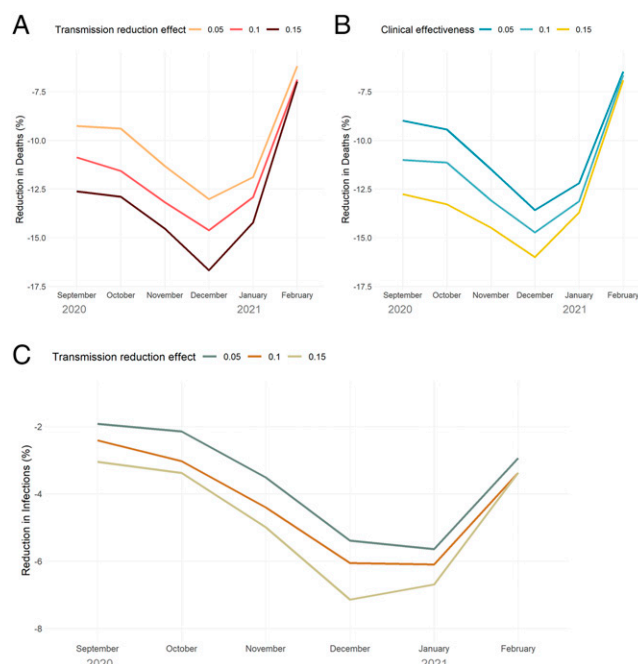 A
Transmission reduction effect 0.05 0.1 0.15
Reduction in Deaths (%)
-7.5
-10.0
-12.5
-15.0
-17.5
September October November December January February
2020 2021
B
Clinical effectiveness 0.05 0.1 0.15
Reduction in Deaths (%)
-7.5
-10.0
-12.5
-15.0
-17.5
September October November December January February
2020 2021
C
Transmission reduction effect 0.05 0.1 0.15
Reduction in Infections (%)
-2
-4
-6
-8
September October November December January February
2020 2021